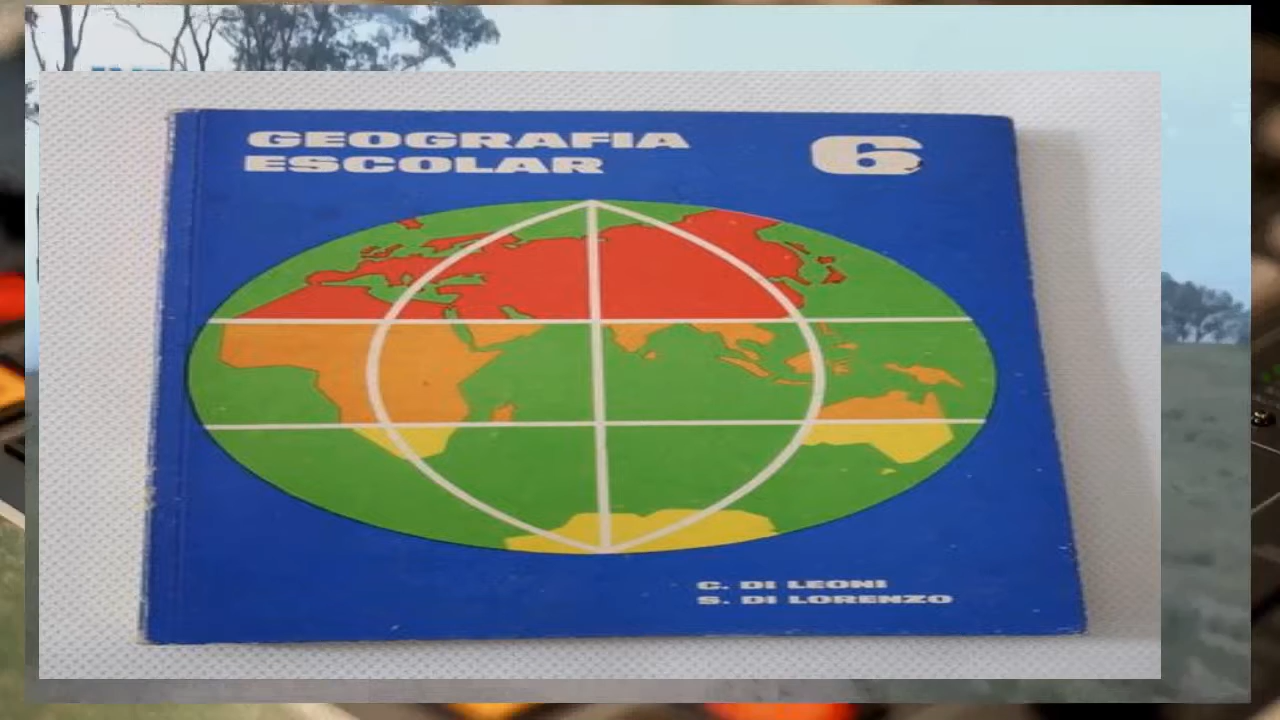 GEOGRAFIA
ESCOLAR
6
C. DI LEONI
S. DI LORENZO